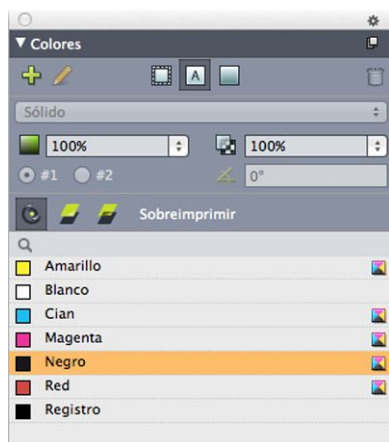 Colores
A
Sólido
100% 100%
#1 #2 0°
Sobreimprimir
Amarillo
Blanco
Cian
Magenta
Negro
Red
Registro